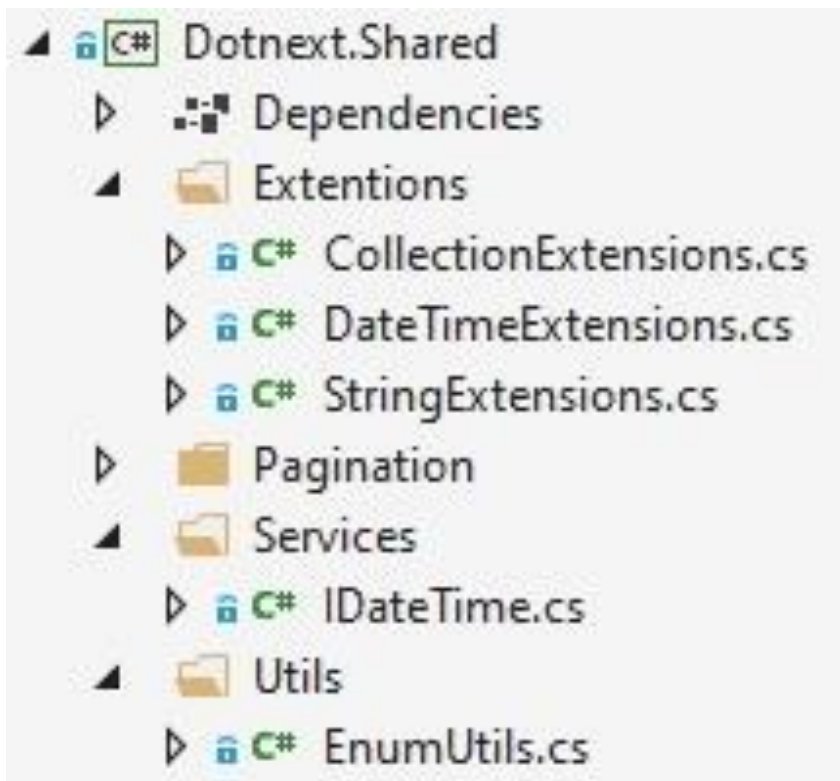 C# Dotnext.Shared
Dependencies
Extentions
C# CollectionExtensions.cs
C# DateTimeExtensions.cs
C# StringExtensions.cs
Pagination
Services
C# IDateTime.cs
Utils
C# EnumUtils.cs